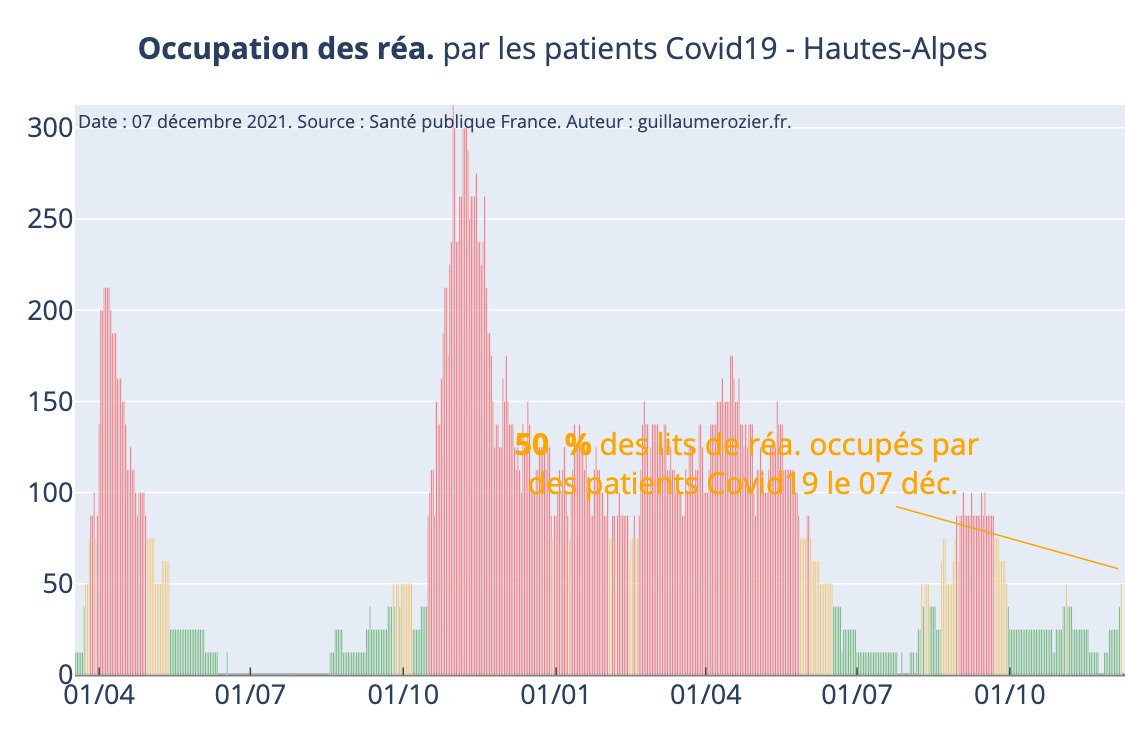 Occupation des réa. par les patients Covid19 - Hautes-Alpes
Date : 07 décembre 2021. Source : Santé publique France. Auteur : guillaumerozier.fr.
300
250
200
150
100
50
0
50 % des lits de réa. occupés par
des patients Covid19 le 07 déc.
01/04 01/07 01/10 01/01 01/04 01/07 01/10